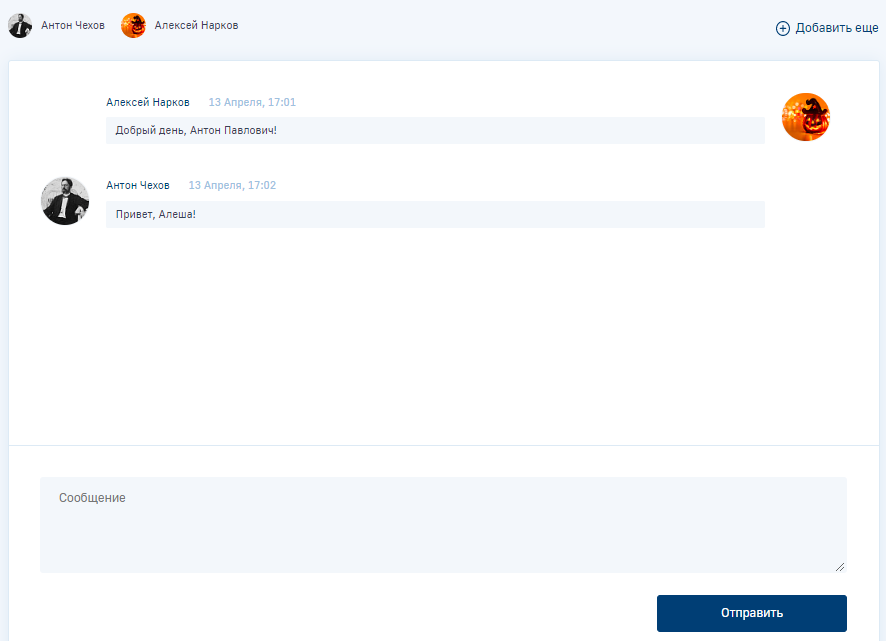 Антон Чехов Алексей Нарков Добавить еще
Алексей Нарков 13 Апреля, 17:01
Добрый день, Антон Павлович!
Антон Чехов 13 Апреля, 17:02
Привет, Алеша!
Сообщение
Отправить